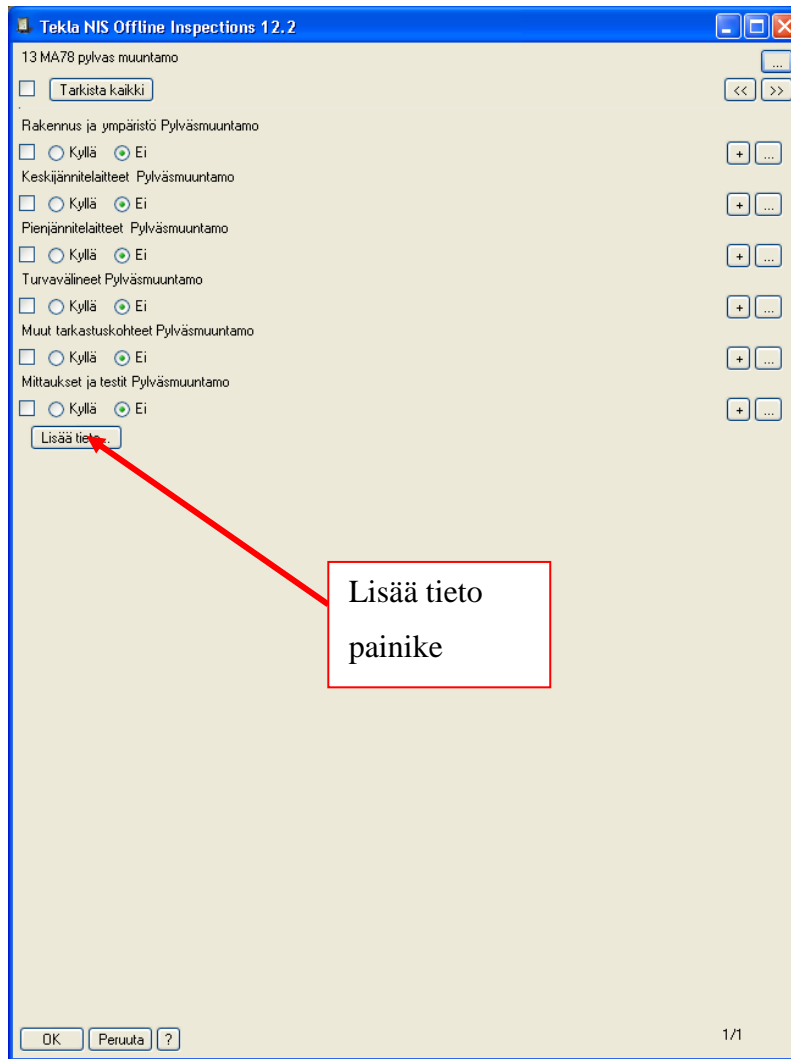 Tekla NIS Offline Inspections 12.2
13 MA78 pylvas muuntamo
...
Tarkista kaikki << >>
Rakennus ja ympäristö Pylväsmuuntamo
Kyllä Ei + ...
Keskijännitelaitteet Pylväsmuuntamo
Kyllä Ei + ...
Pienjännitelaitteet Pylväsmuuntamo
Kyllä Ei + ...
Turvavälineet Pylväsmuuntamo
Kyllä Ei + ...
Muut tarkastuskohteet Pylväsmuuntamo
Kyllä Ei + ...
Mittaukset ja testit Pylväsmuuntamo
Kyllä Ei + ...
Lisää tieto...
Lisää tieto
painike
OK Peruuta ? 1/1